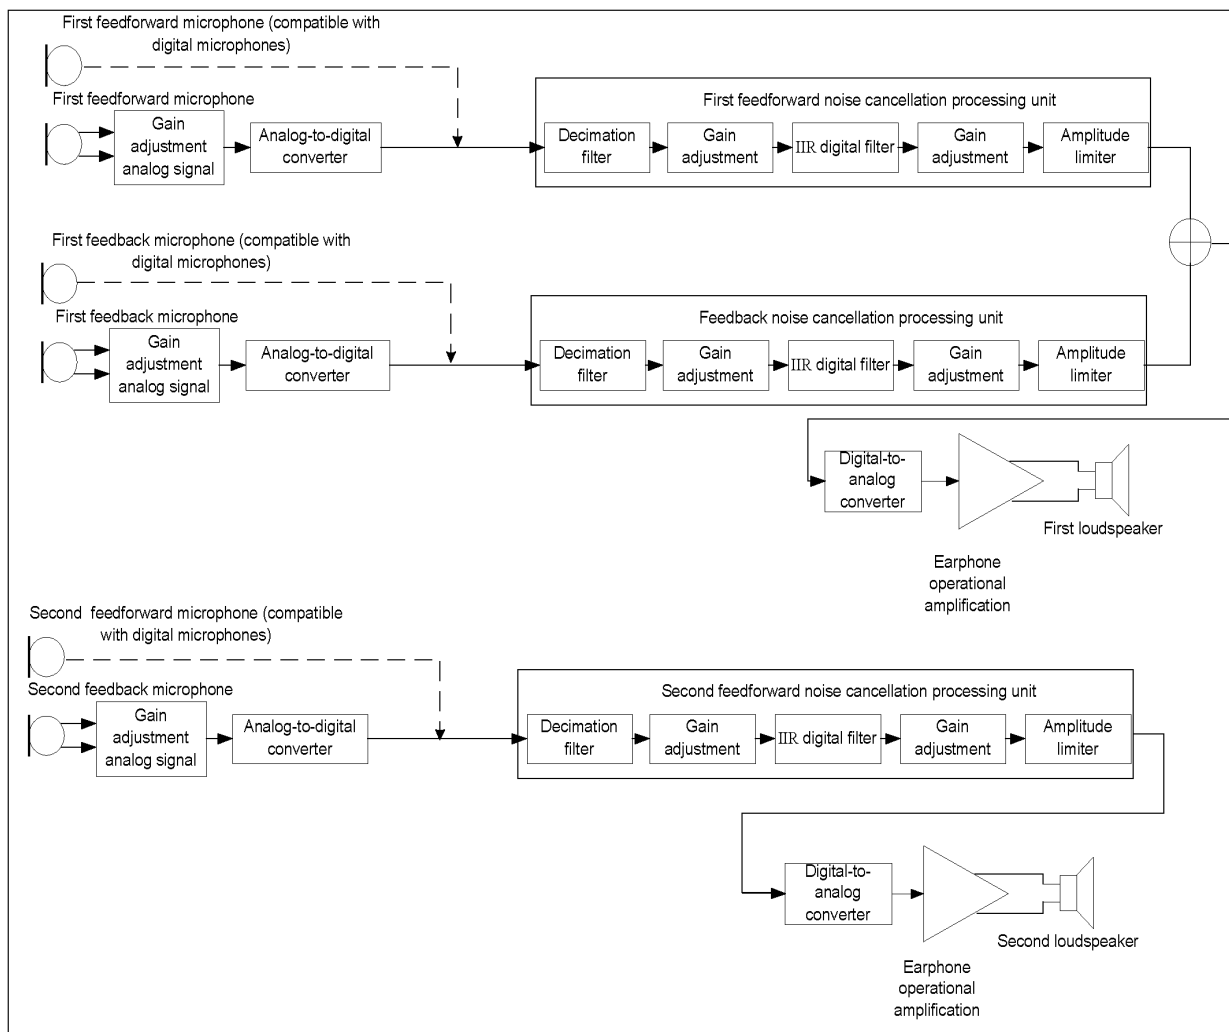 First feedforward microphone (compatible with
digital microphones)
First feedforward microphone
Gain
adjustment
analog signal
Analog-to-digital
converter
First feedforward noise cancellation processing unit
Decimation
filter
Gain
adjustment
IIR digital filter
Gain
adjustment
Amplitude
limiter
First feedback microphone (compatible with
digital microphones)
First feedback microphone
Gain
adjustment
analog signal
Analog-to-digital
converter
Feedback noise cancellation processing unit
Decimation
filter
Gain
adjustment
IIR digital filter
Gain
adjustment
Amplitude
limiter
Digital-to-
analog
converter
First loudspeaker
Earphone
operational
amplification
Second feedforward microphone (compatible
with digital microphones)
Second feedback microphone
Gain
adjustment
analog signal
Analog-to-digital
converter
Second feedforward noise cancellation processing unit
Decimation
filter
Gain
adjustment
IIR digital filter
Gain
adjustment
Amplitude
limiter
Digital-to-
analog
converter
Second loudspeaker
Earphone
operational
amplification